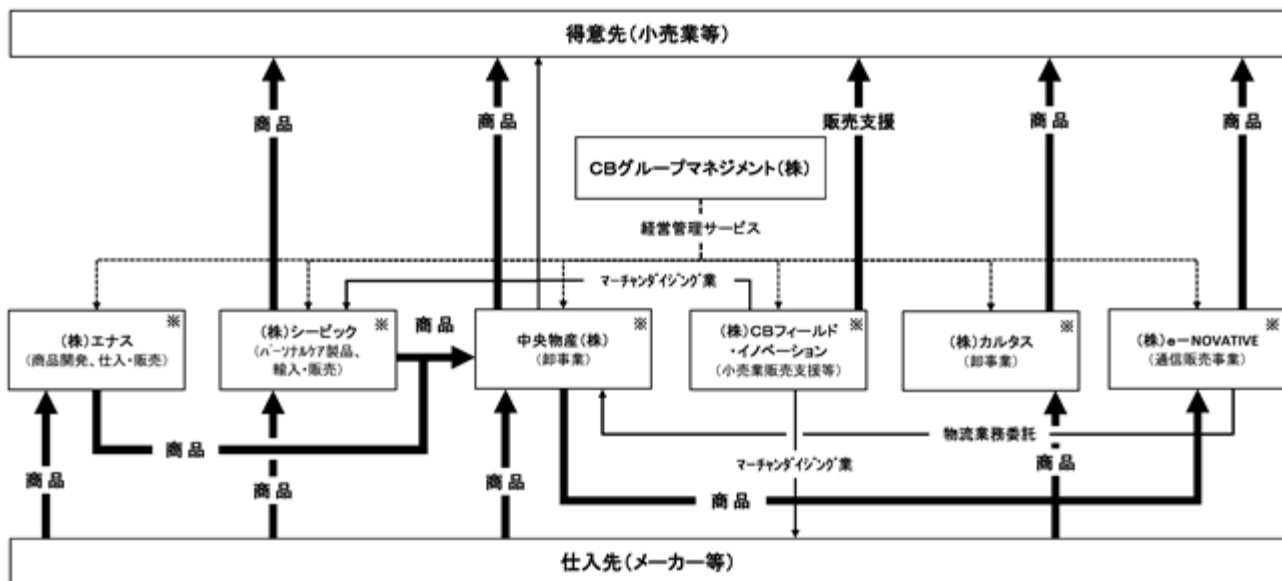 得意先(小売業等)
商 品
商 品
販売支援
商 品
商 品
CBグループマネジメント(株)
経営管理サービス
マーチャンダイジング業
(株)エナス
(商品開発、仕入・販売)
※
(株)シービック
(パーソナルケア製品、
輸入・販売)
※
商 品
中央物産(株)
(卸事業)
※
(株)CBフィールド
・イノベーション
(小売業販売支援等)
※
(株)カルタス
(卸事業)
※
(株)e-NOVATIVE
(通信販売事業)
※
商 品
物流業務委託
商 品
商 品
商 品
マーチャンダイジング業
商 品
商 品
仕入先(メーカー等)